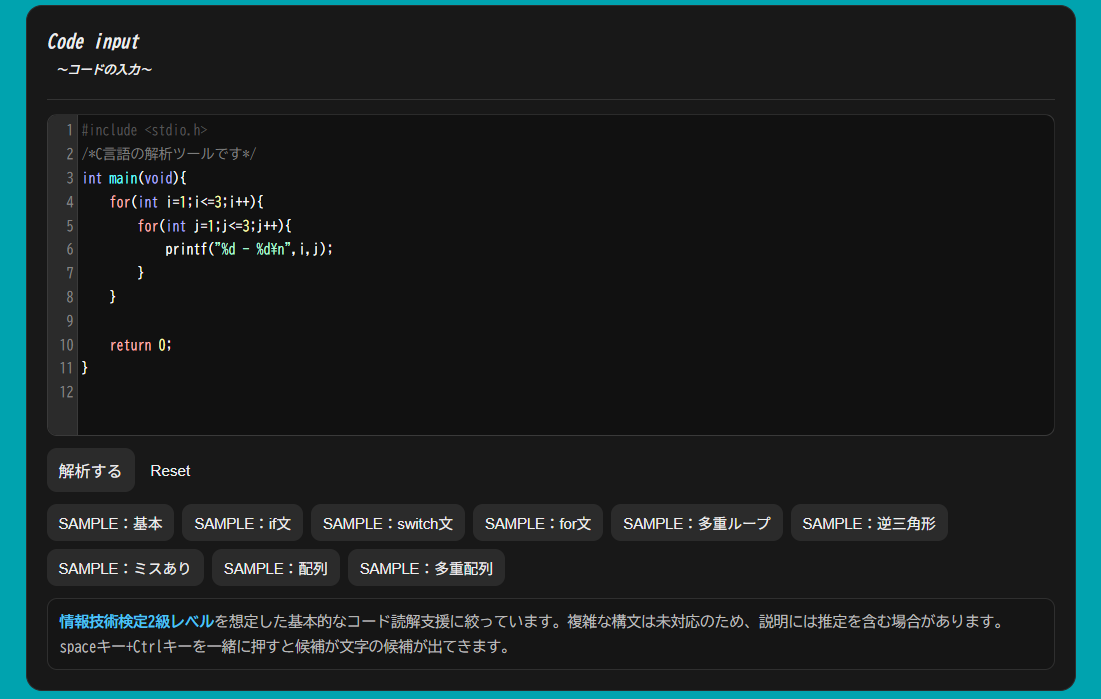 Code input
～コードの入力～
1 #include <stdio.h>
2 /*C言語の解析ツールです*/
3 int main(void){
4     for(int i=1;i<=3;i++){
5         for(int j=1;j<=3;j++){
6             printf("%d - %d¥n",i,j);
7         }
8     }
9
10     return 0;
11 }
12
解析する Reset
SAMPLE：基本 SAMPLE：if文 SAMPLE：switch文 SAMPLE：for文 SAMPLE：多重ループ SAMPLE：逆三角形
SAMPLE：ミスあり SAMPLE：配列 SAMPLE：多重配列
情報技術検定2級レベルを想定した基本的なコード読解支援に絞っています。複雑な構文は未対応のため、説明には推定を含む場合があります。
spaceキー+Ctrlキーを一緒に押すと候補が文字の候補が出てきます。